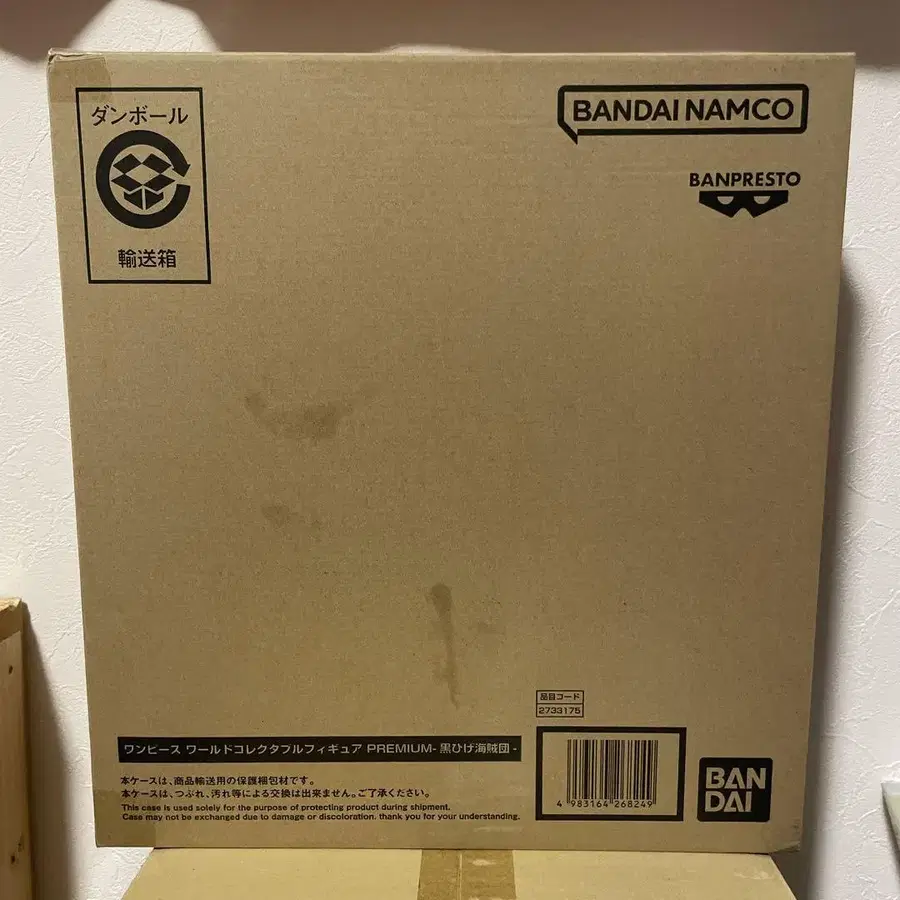 ダンボール
輸送箱
BANDAI NAMCO
BANPRESTO
品目コード
2733175
ワンピース ワールドコレクタブルフィギュア PREMIUM- 黒ひげ海賊団 -
本ケースは、商品輸送用の保護梱包材です。
本ケースは、つぶれ、汚れ等による交換は出来ません。ご了承ください。
This case is used solely for the purpose of protecting product during shipment.
Case may not be exchanged due to damage or discoloration. thank you for your understanding.
4 983164 268249
BAN
DAI